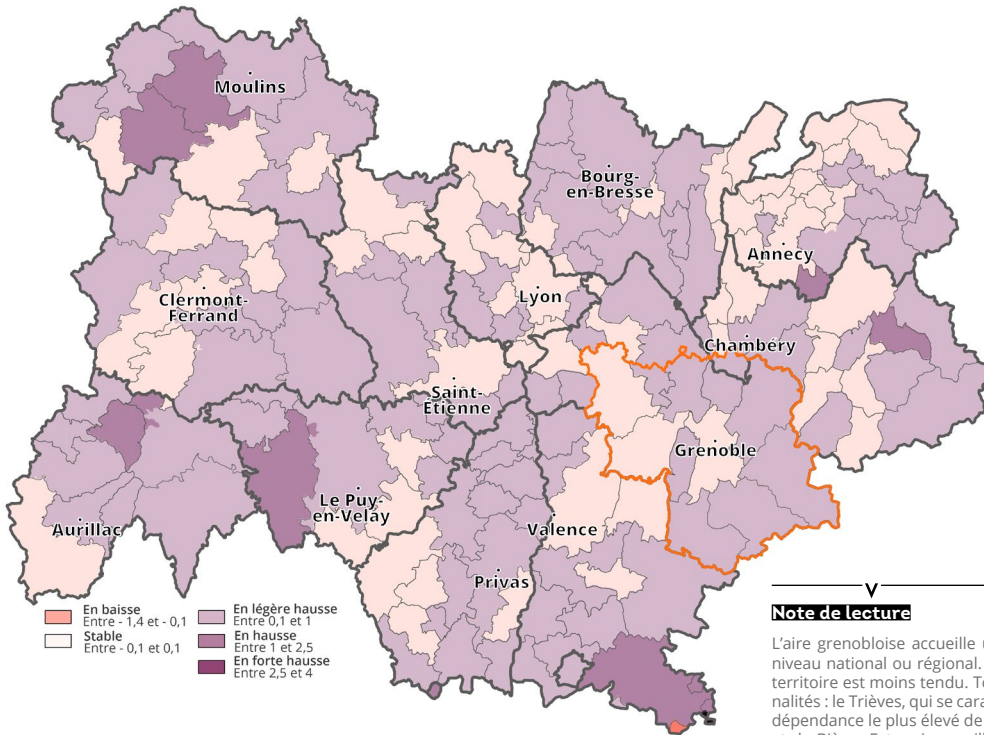 Moulins
Bourg-
en-Bresse
Annecy
Clermont-
Ferrand
Lyon
Chambéry
Saint-
Étienne
Grenoble
Le Puy-
en-Velay
Aurillac
Valence
Privas
En baisse
Entre - 1,4 et - 0,1
Stable
Entre - 0,1 et 0,1
En légère hausse
Entre 0,1 et 1
En hausse
Entre 1 et 2,5
En forte hausse
Entre 2,5 et 4
Note de lecture
L'aire grenobloise accueille
niveau national ou régional.
territoire est moins tendu.
nalités : le Trièves, qui se
dépendance le plus élevé de